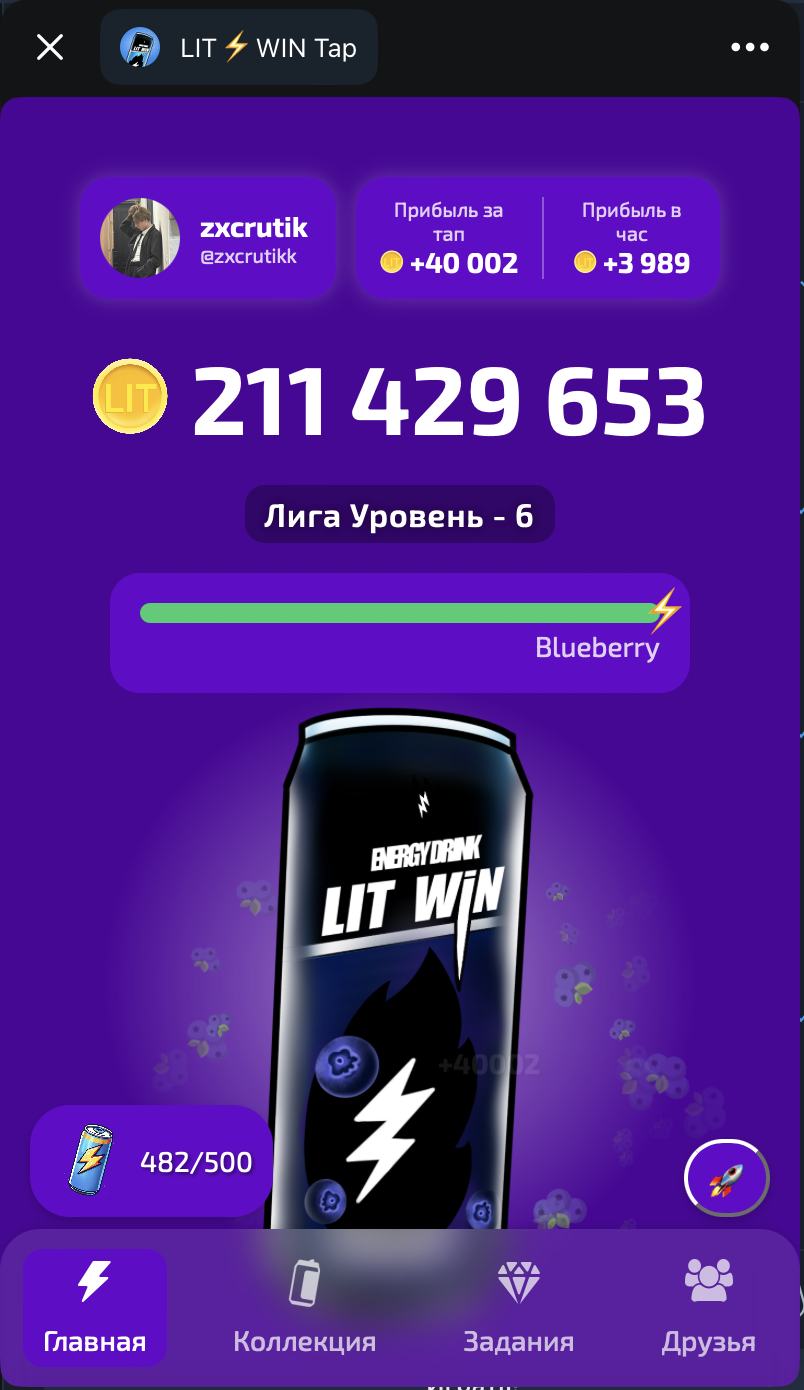 LIT⚡WIN Tap
zxcrutik
@zxcrutikk
Прибыль за
тап
+40 002
Прибыль в
час
+3 989
LIT
211 429 653
Лига Уровень - 6
Blueberry
ENERGY DRINK
LIT WIN
+40002
482/500
Главная
Коллекция
Задания
Друзья